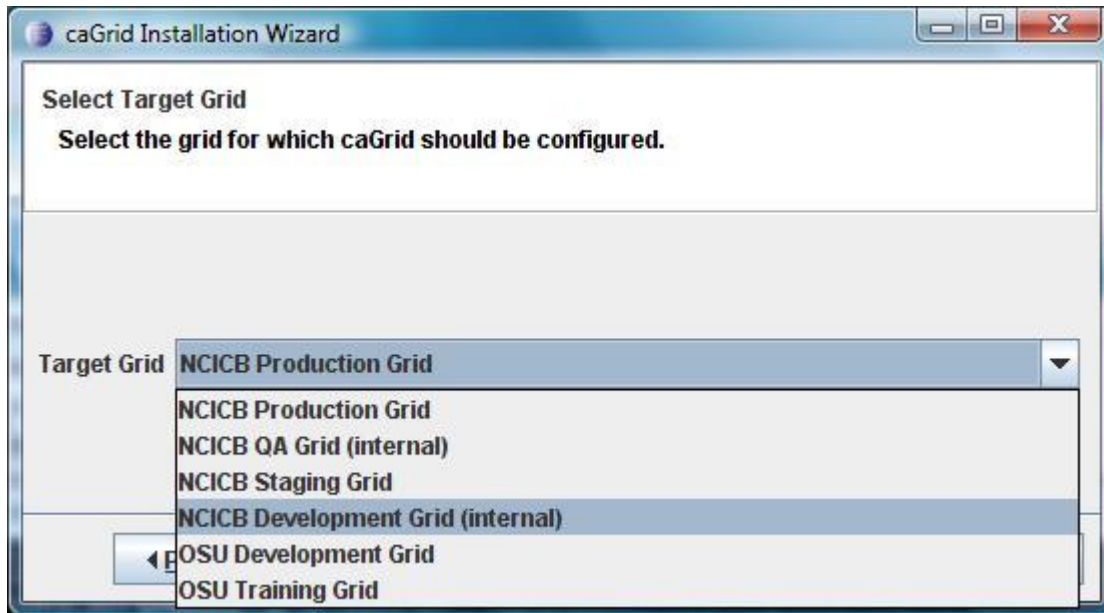 caGrid Installation Wizard
Select Target Grid
Select the grid for which caGrid should be configured.
Target Grid NCICB Production Grid
NCICB Production Grid
NCICB QA Grid (internal)
NCICB Staging Grid
NCICB Development Grid (internal)
OSU Development Grid
OSU Training Grid